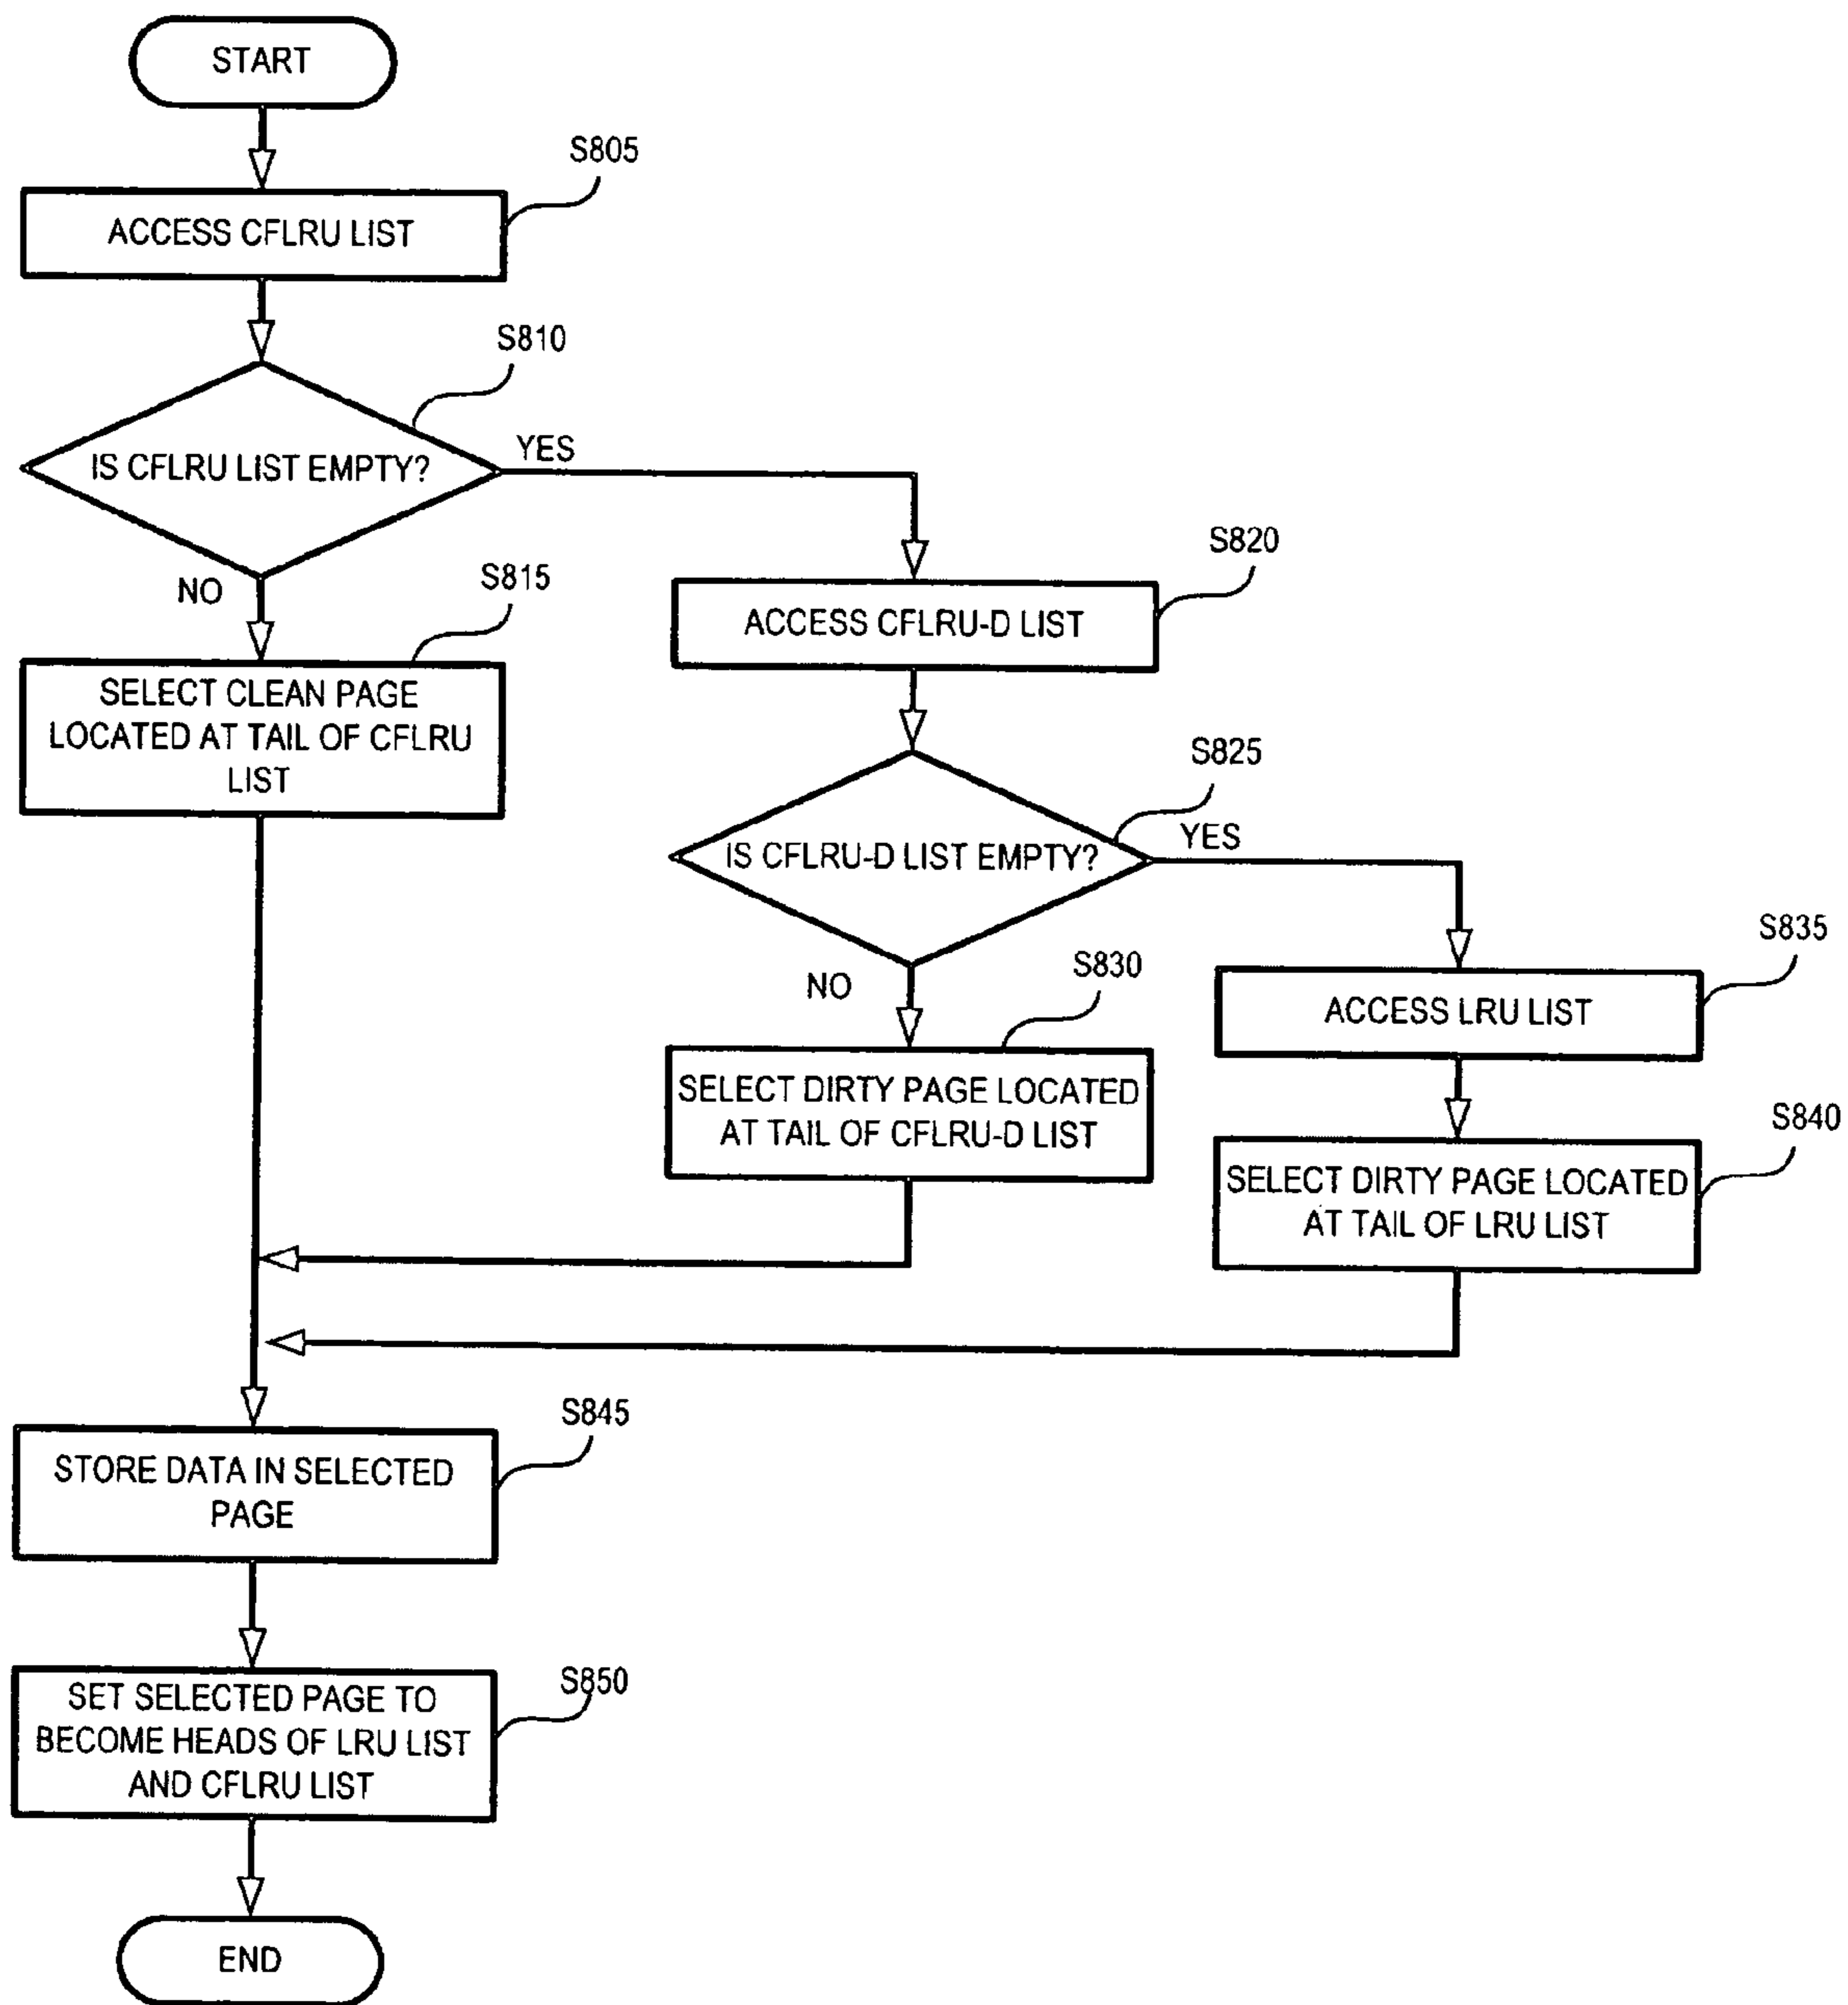 START
S805
ACCESS CFLRU LIST
S810
IS CFLRU LIST EMPTY?
YES
NO
S815
SELECT CLEAN PAGE
LOCATED AT TAIL OF CFLRU
LIST
S820
ACCESS CFLRU-D LIST
S825
IS CFLRU-D LIST EMPTY?
YES
NO
S830
SELECT DIRTY PAGE LOCATED
AT TAIL OF CFLRU-D LIST
S835
ACCESS LRU LIST
S840
SELECT DIRTY PAGE LOCATED
AT TAIL OF LRU LIST
S845
STORE DATA IN SELECTED
PAGE
S850
SET SELECTED PAGE TO
BECOME HEADS OF LRU LIST
AND CFLRU LIST
END